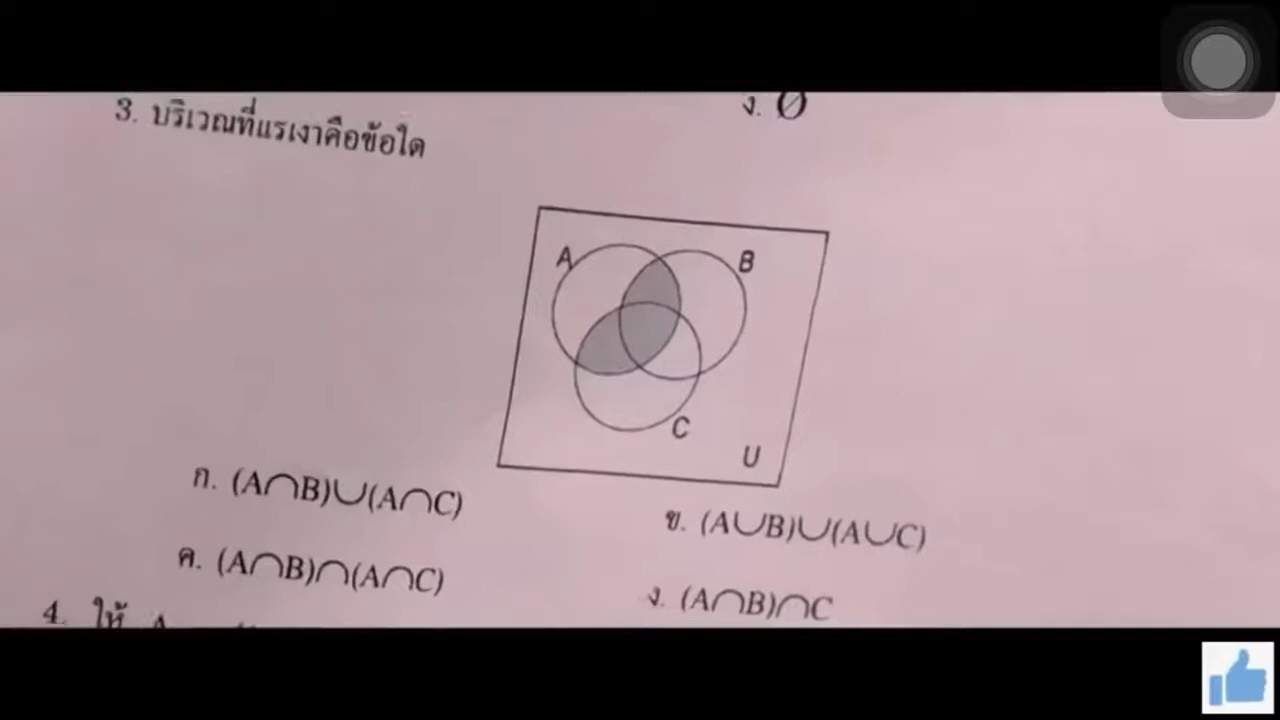 ง. Ø
3. บริเวณที่แรเงาคือข้อใด
A
B
C
U
ก. (A∩B)∪(A∩C)
ข. (A∪B)∪(A∪C)
ค. (A∩B)∩(A∩C)
ง. (A∩B)∩C
4. ให้ A